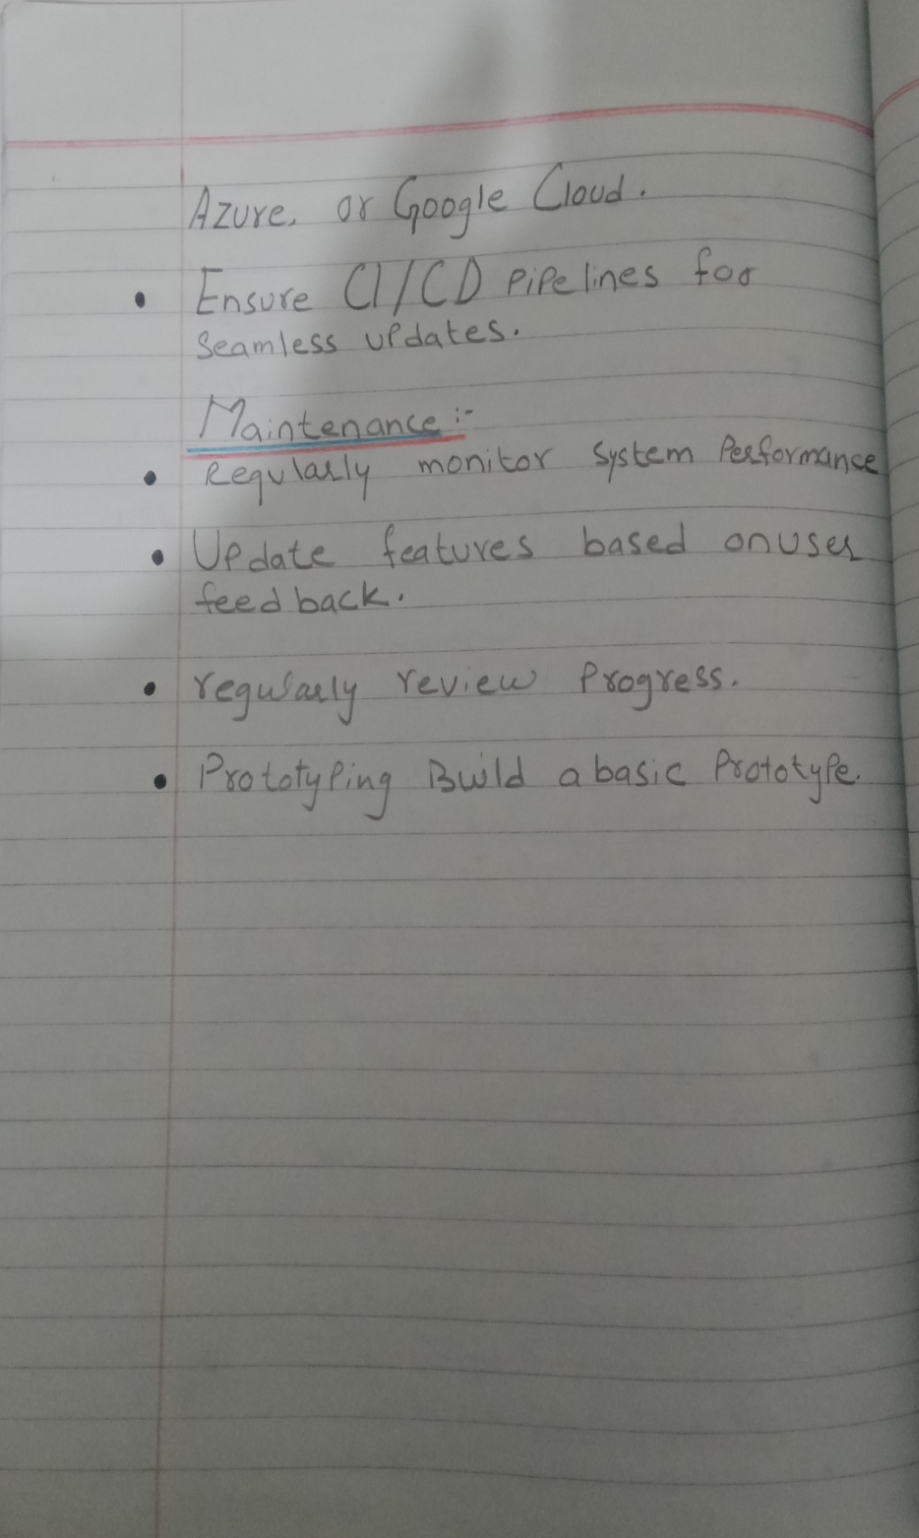 Azure, or Google Cloud.
• Ensure CI/CD pipelines for
seamless updates.
Maintenance :-
• Regularly monitor system performance
• Update features based on user
feedback.
• regularly review progress.
• Prototyping Build a basic prototype.